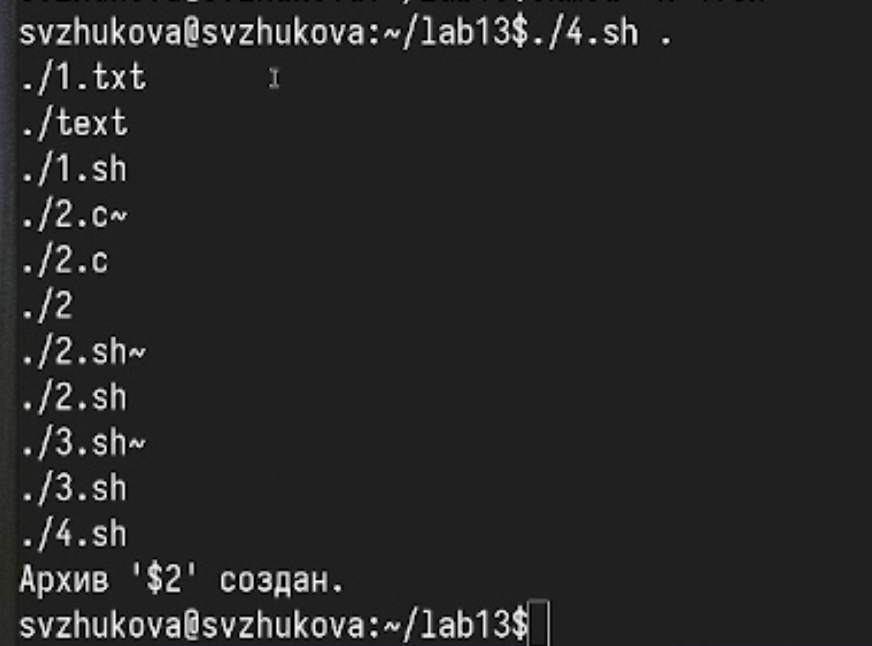 svzhukova@svzhukova:~/lab13$./4.sh .
./1.txt
./text
./1.sh
./2.c~
./2.c
./2
./2.sh~
./2.sh
./3.sh~
./3.sh
./4.sh
Архив '$2' создан.
svzhukova@svzhukova:~/lab13$